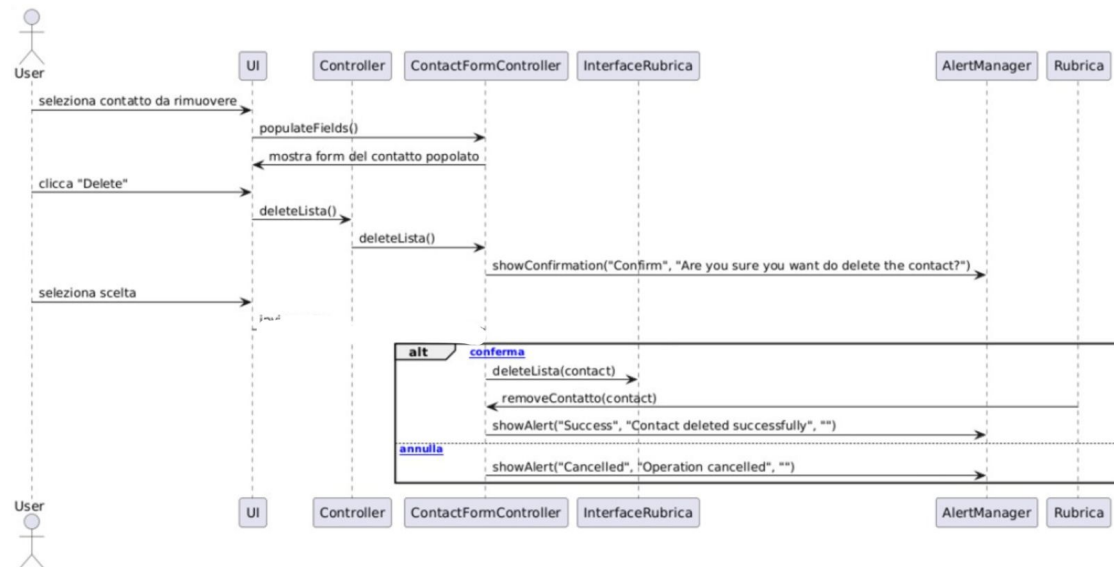 User
UI
Controller
ContactFormController
InterfaceRubrica
AlertManager
Rubrica
seleziona contatto da rimuovere
populateFields()
mostra form del contatto popolato
clicca "Delete"
deleteLista()
deleteLista()
showConfirmation("Confirm", "Are you sure you want do delete the contact?")
seleziona scelta
alt
conferma
deleteLista(contact)
removeContatto(contact)
showAlert("Success", "Contact deleted successfully", "")
annulla
showAlert("Cancelled", "Operation cancelled", "")
User
UI
Controller
ContactFormController
InterfaceRubrica
AlertManager
Rubrica